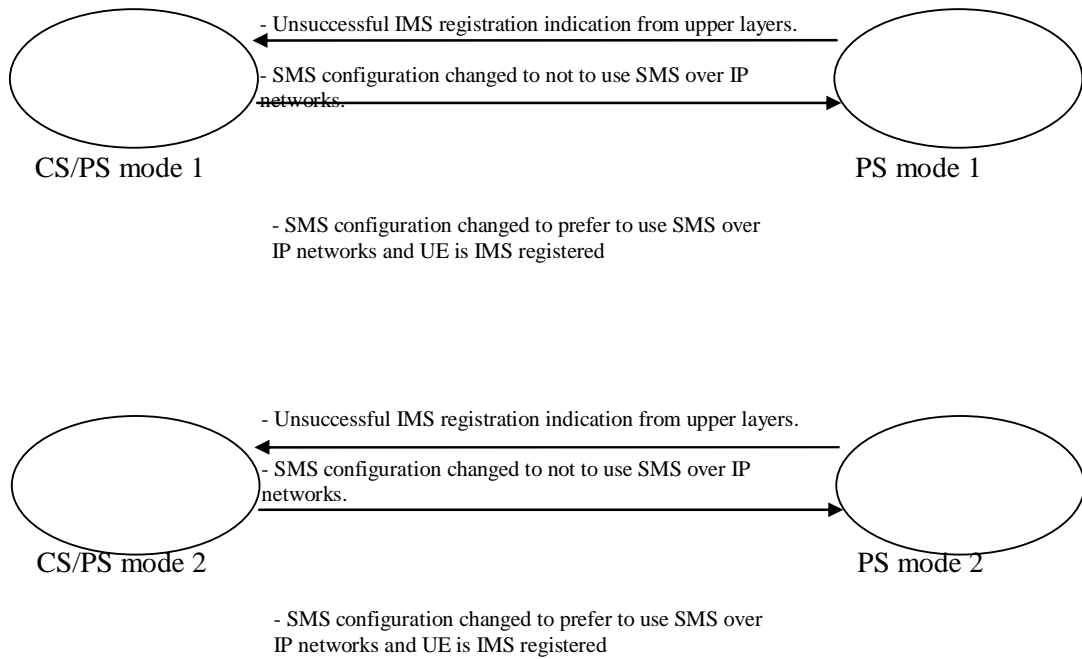 - Unsuccessful IMS registration indication from upper layers.
- SMS configuration changed to not to use SMS over IP
networks.
CS/PS mode 1
PS mode 1
- SMS configuration changed to prefer to use SMS over
IP networks and UE is IMS registered
- Unsuccessful IMS registration indication from upper layers.
- SMS configuration changed to not to use SMS over IP
networks.
CS/PS mode 2
PS mode 2
- SMS configuration changed to prefer to use SMS over
IP networks and UE is IMS registered